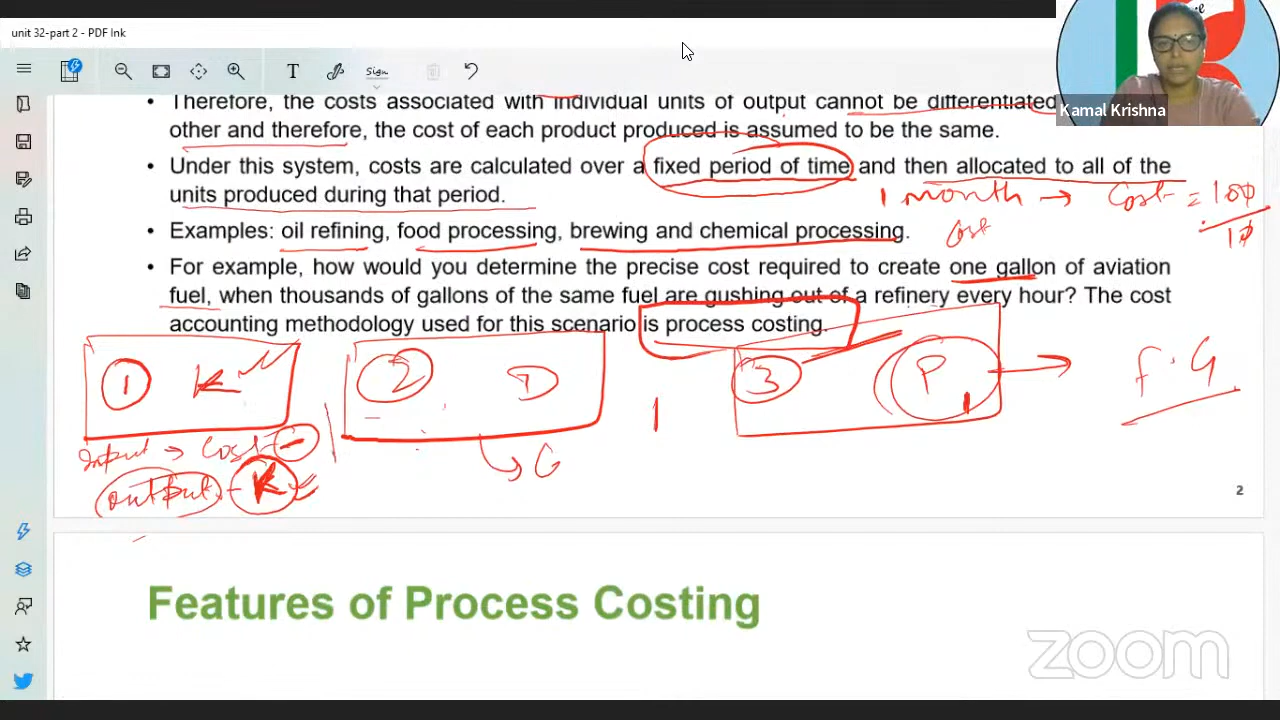 unit 32-part 2 - PDF Ink
Sign
Kamal Krishna
• Therefore, the costs associated with individual units of output cannot be differentiated
other and therefore, the cost of each product produced is assumed to be the same.
• Under this system, costs are calculated over a fixed period of time and then allocated to all of the
units produced during that period.
1 month → Cost = 100
10
• Examples: oil refining, food processing, brewing and chemical processing.
Cost
• For example, how would you determine the precise cost required to create one gallon of aviation
fuel, when thousands of gallons of the same fuel are gushing out of a refinery every hour? The cost
accounting methodology used for this scenario is process costing.
1 K 2 D 3 P → F.G
1
Input → Cost -
output - K
→ G
2
Features of Process Costing
zoom